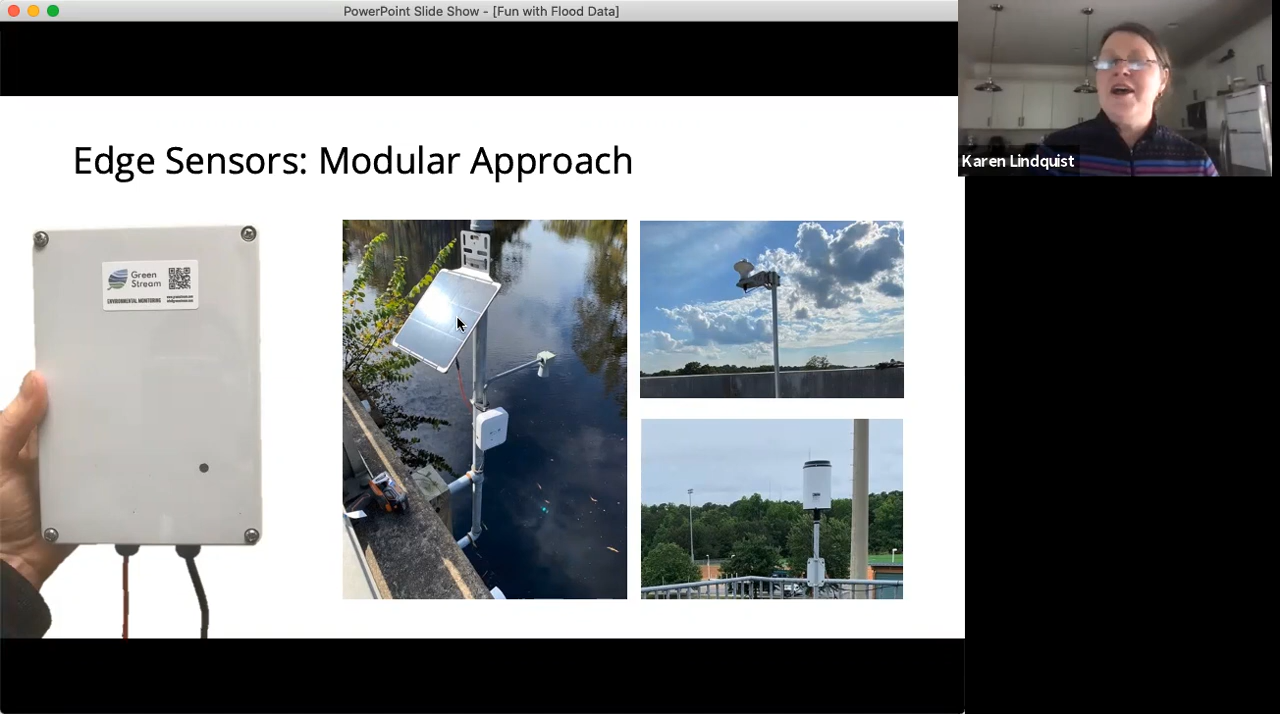 PowerPoint Slide Show - [Fun with Flood Data]
Karen Lindquist
Edge Sensors: Modular Approach
Green
Stream
ENVIRONMENTAL MONITORING